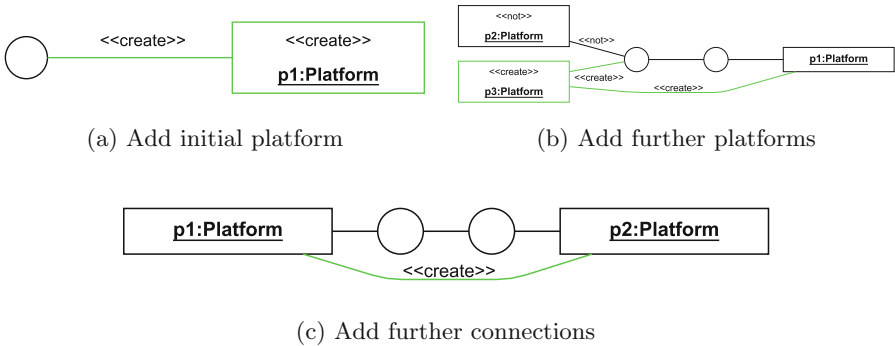 <<create>>
<<create>>
p1:Platform
(a) Add initial platform
<<not>>
p2:Platform
<<not>>
<<create>>
p3:Platform
<<create>>
<<create>>
p1:Platform
(b) Add further platforms
p1:Platform
p2:Platform
<<create>>
(c) Add further connections